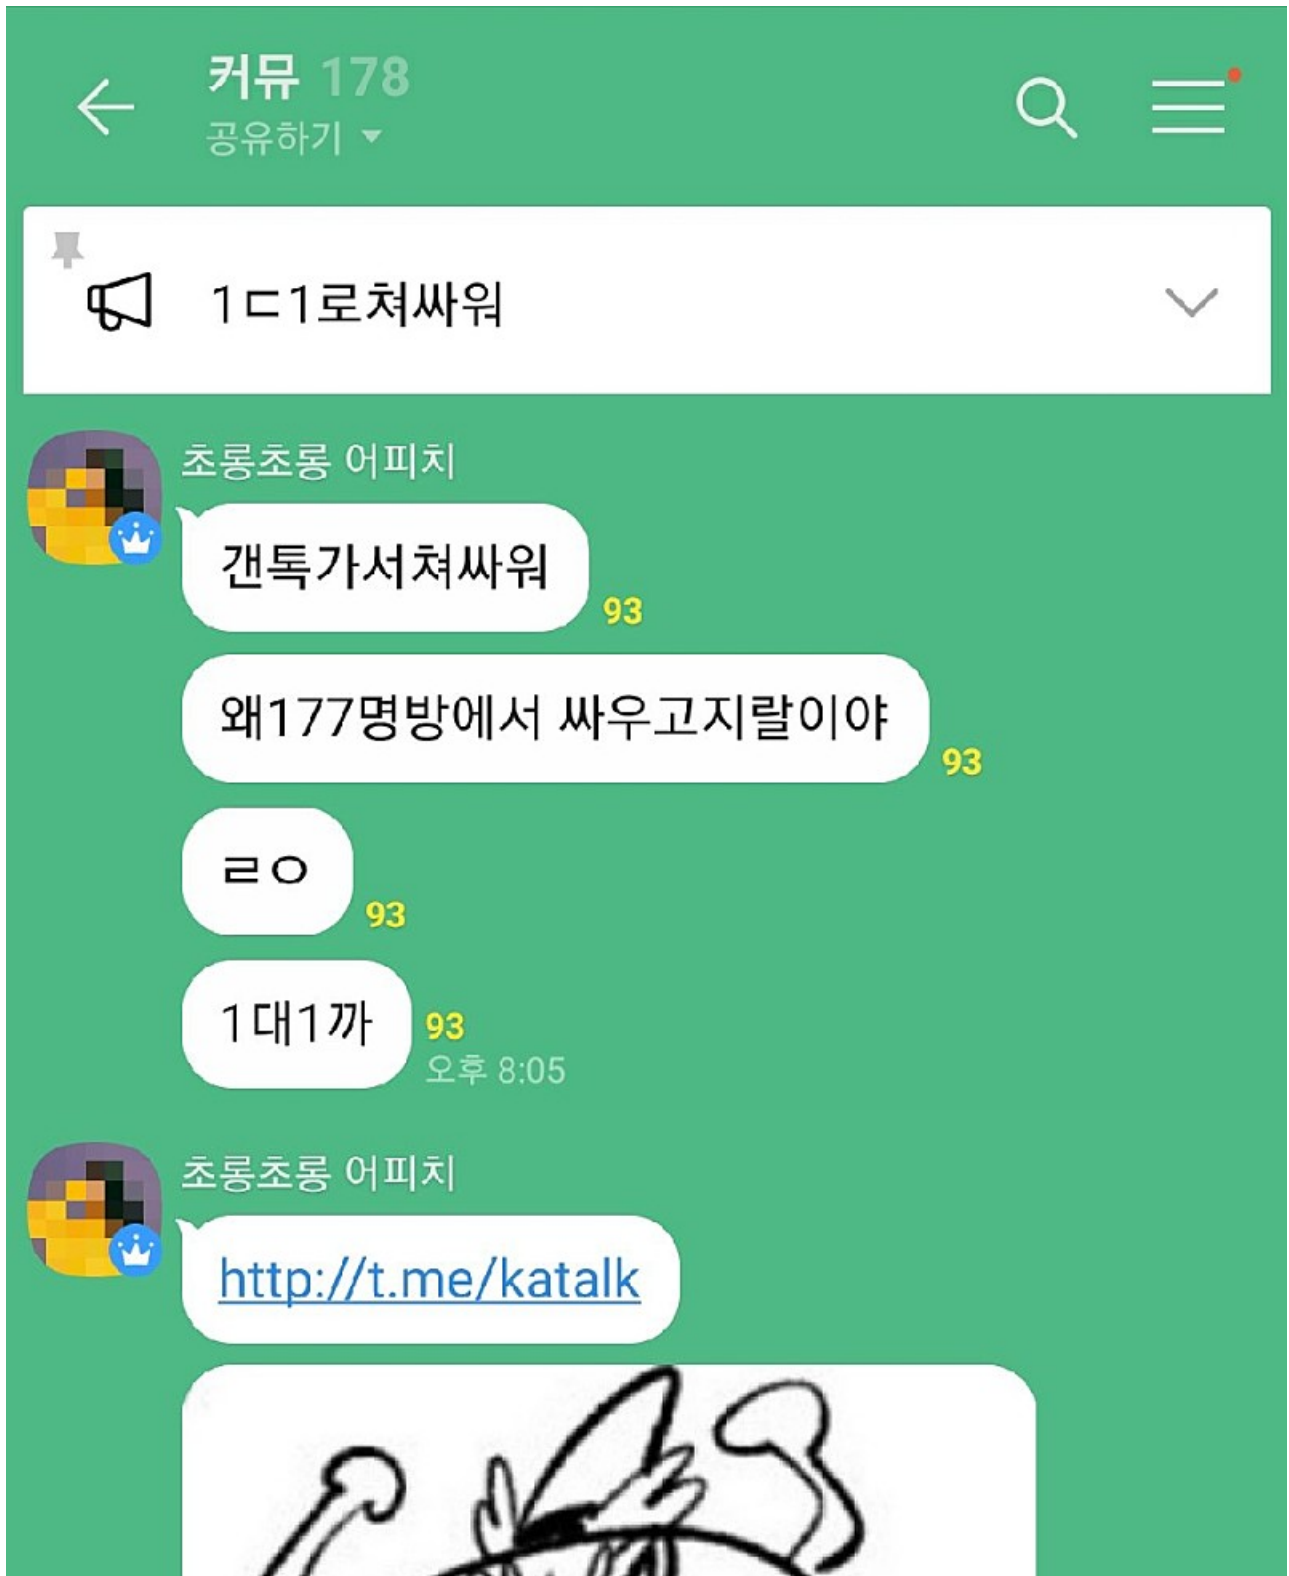 커뮤 178
공유하기
1ㄷ1로쳐싸워
초롱초롱 어피치
갠톡가서쳐싸워
93
왜177명방에서 싸우고지랄이야
93
ㄹㅇ
93
1대1까
93
오후 8:05
초롱초롱 어피치
http://t.me/katalk